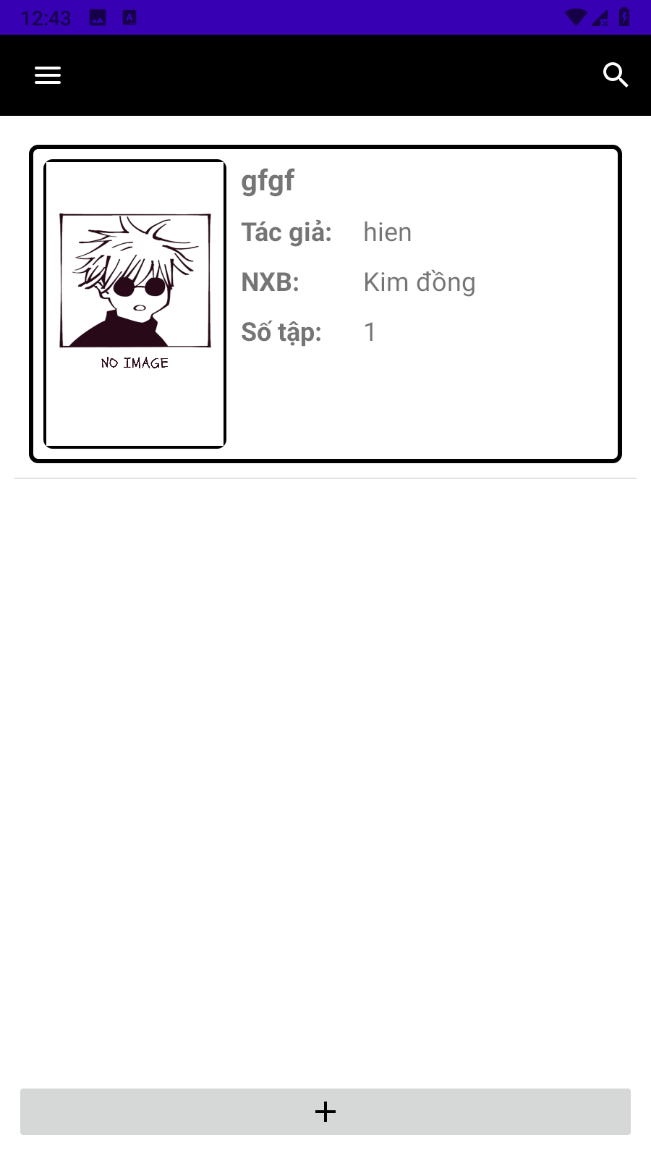 12:43
gfgf
Tác giả: hien
NXB: Kim đồng
Số tập: 1
NO IMAGE